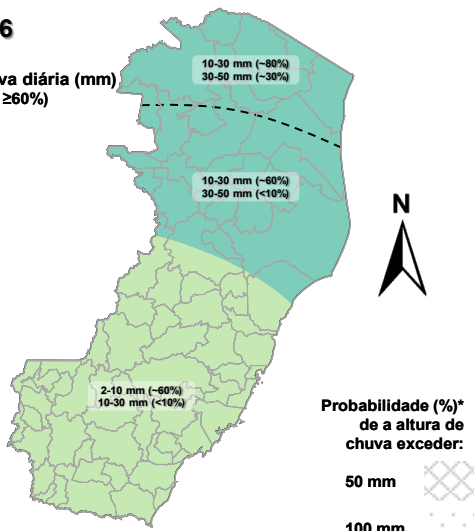 6
va diária (mm)
≥60%)
10-30 mm (~80%)
30-50 mm (~30%)
10-30 mm (~60%)
30-50 mm (<10%)
N
2-10 mm (~60%)
10-30 mm (<10%)
Probabilidade (%)*
de a altura de
chuva exceder:
50 mm
100 mm